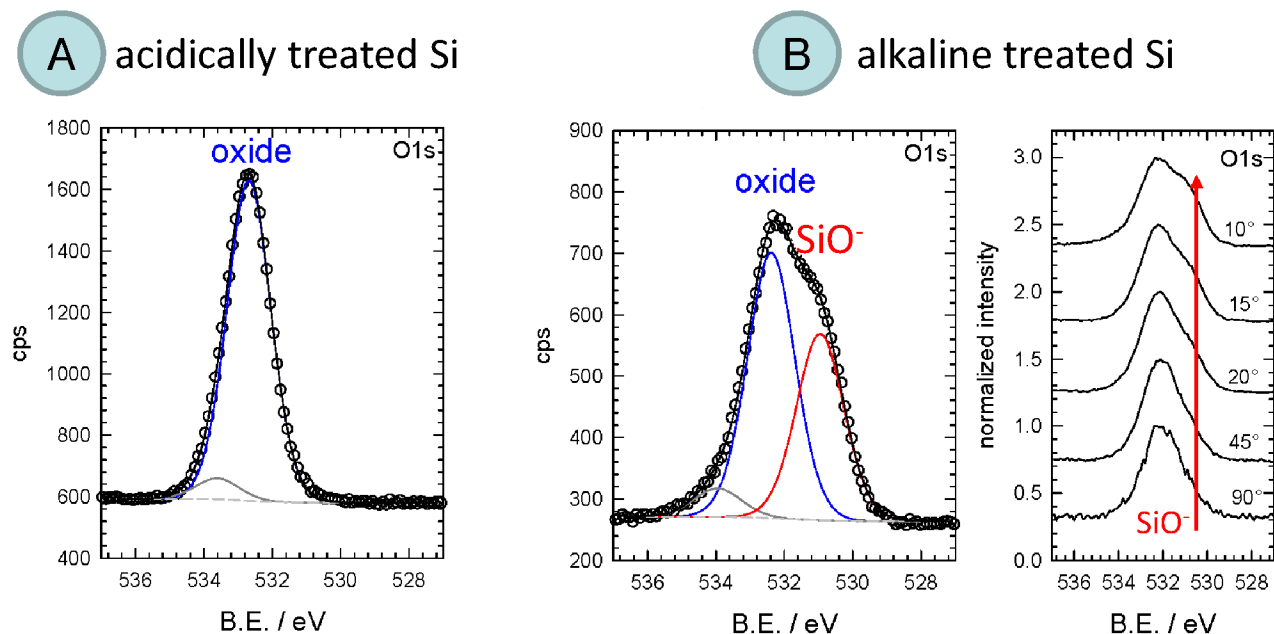 A acidically treated Si
B alkaline treated Si
1800
1600
1400
1200
1000
800
600
400
cps
oxide
O1s
536 534 532 530 528
B.E. / eV
900
800
700
600
500
400
300
200
cps
oxide
SiO⁻
O1s
536 534 532 530 528
B.E. / eV
3.0
2.5
2.0
1.5
1.0
0.5
0.0
normalized intensity
O1s
10°
15°
20°
45°
90°
SiO⁻
536 534 532 530 528
B.E. / eV